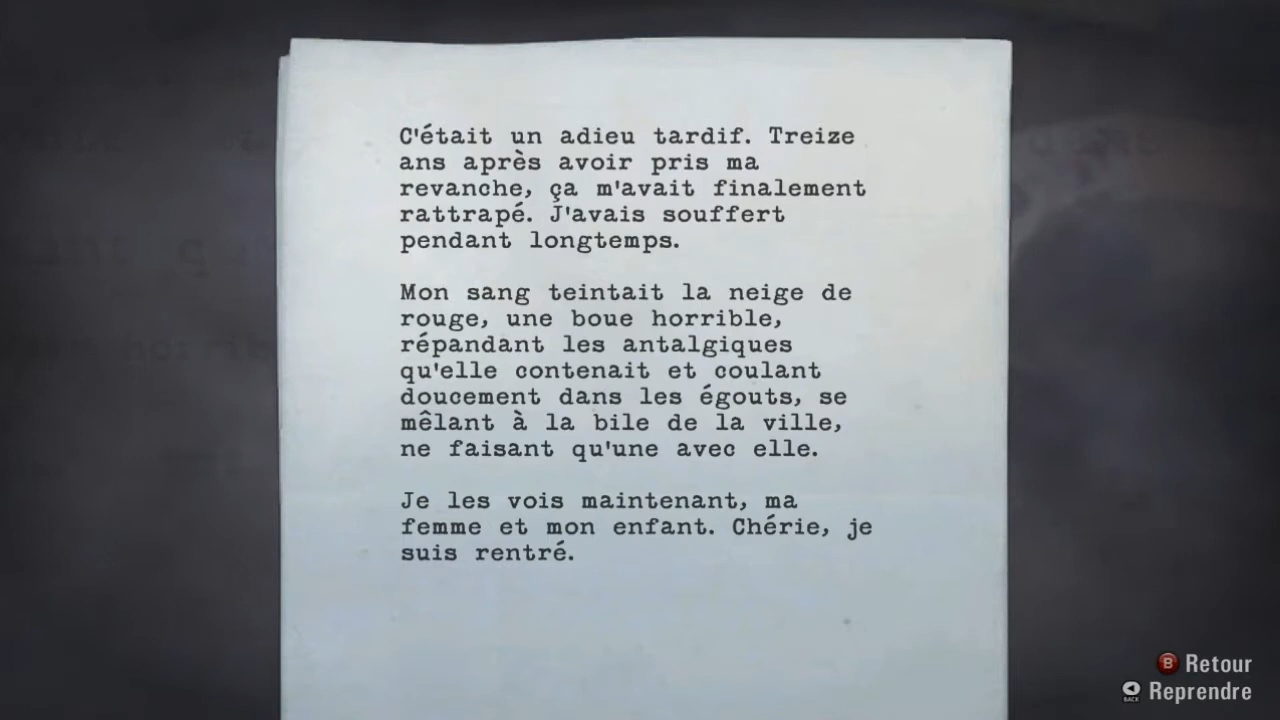 C'était un adieu tardif. Treize
ans après avoir pris ma
revanche, ça m'avait finalement
rattrapé. J'avais souffert
pendant longtemps.
Mon sang teintait la neige de
rouge, une boue horrible,
répandant les antalgiques
qu'elle contenait et coulant
doucement dans les égouts, se
mêlant à la bile de la ville,
ne faisant qu'une avec elle.
Je les vois maintenant, ma
femme et mon enfant. Chérie, je
suis rentré.
B Retour
BACK Reprendre